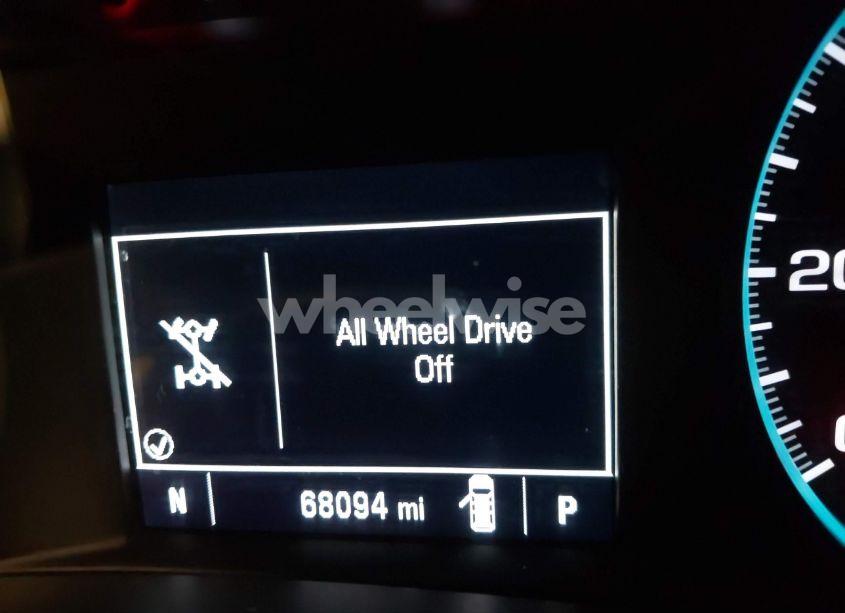 wheelwise
All Wheel Drive
Off
N 68094 mi P
20